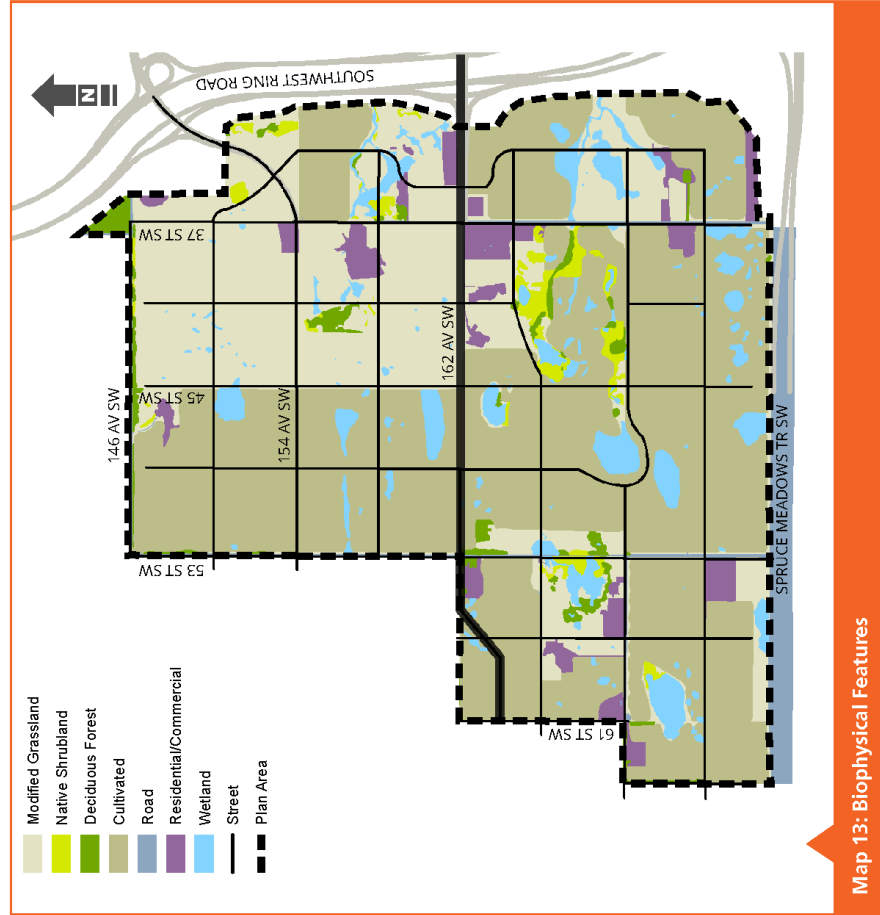 N
SOUTHWEST RING ROAD
37 ST SW
146 AV SW
45 ST SW
154 AV SW
162 AV SW
53 ST SW
61 ST SW
SPRUCE MEADOWS TR SW
Modified Grassland
Native Shrubland
Deciduous Forest
Cultivated
Road
Residential/Commercial
Wetland
Street
Plan Area
Map 13: Biophysical Features